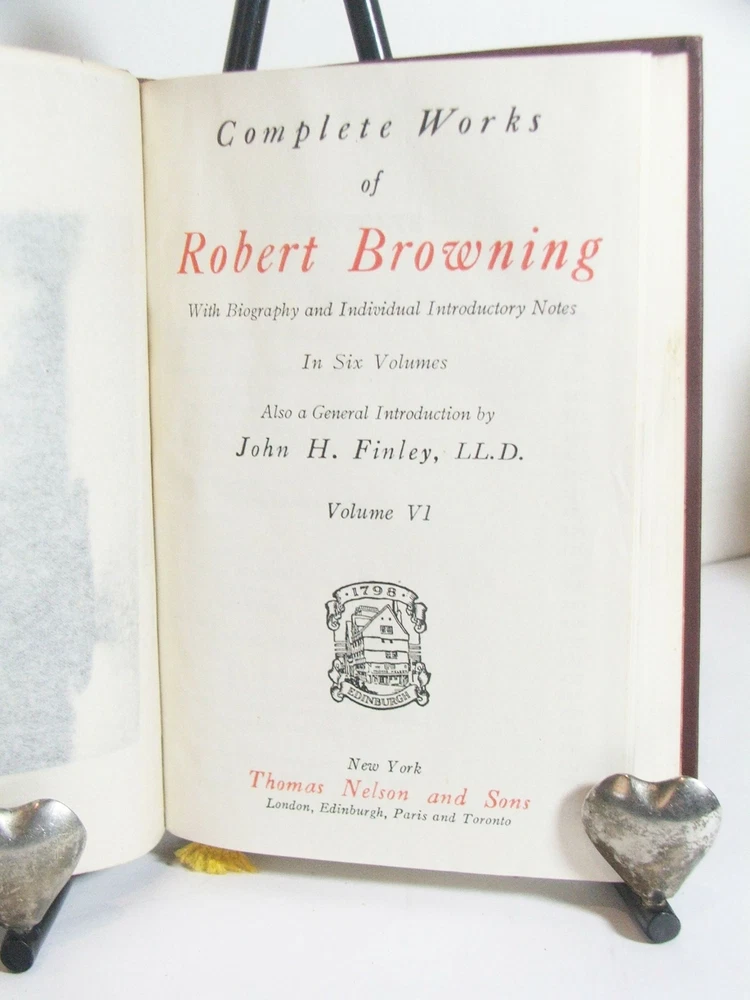 Complete Works
of
Robert Browning
With Biography and Individual Introductory Notes
In Six Volumes
Also a General Introduction by
John H. Finley, LL.D.
Volume VI
·1798·
EDINBURGH
New York
Thomas Nelson and Sons
London, Edinburgh, Paris and Toronto